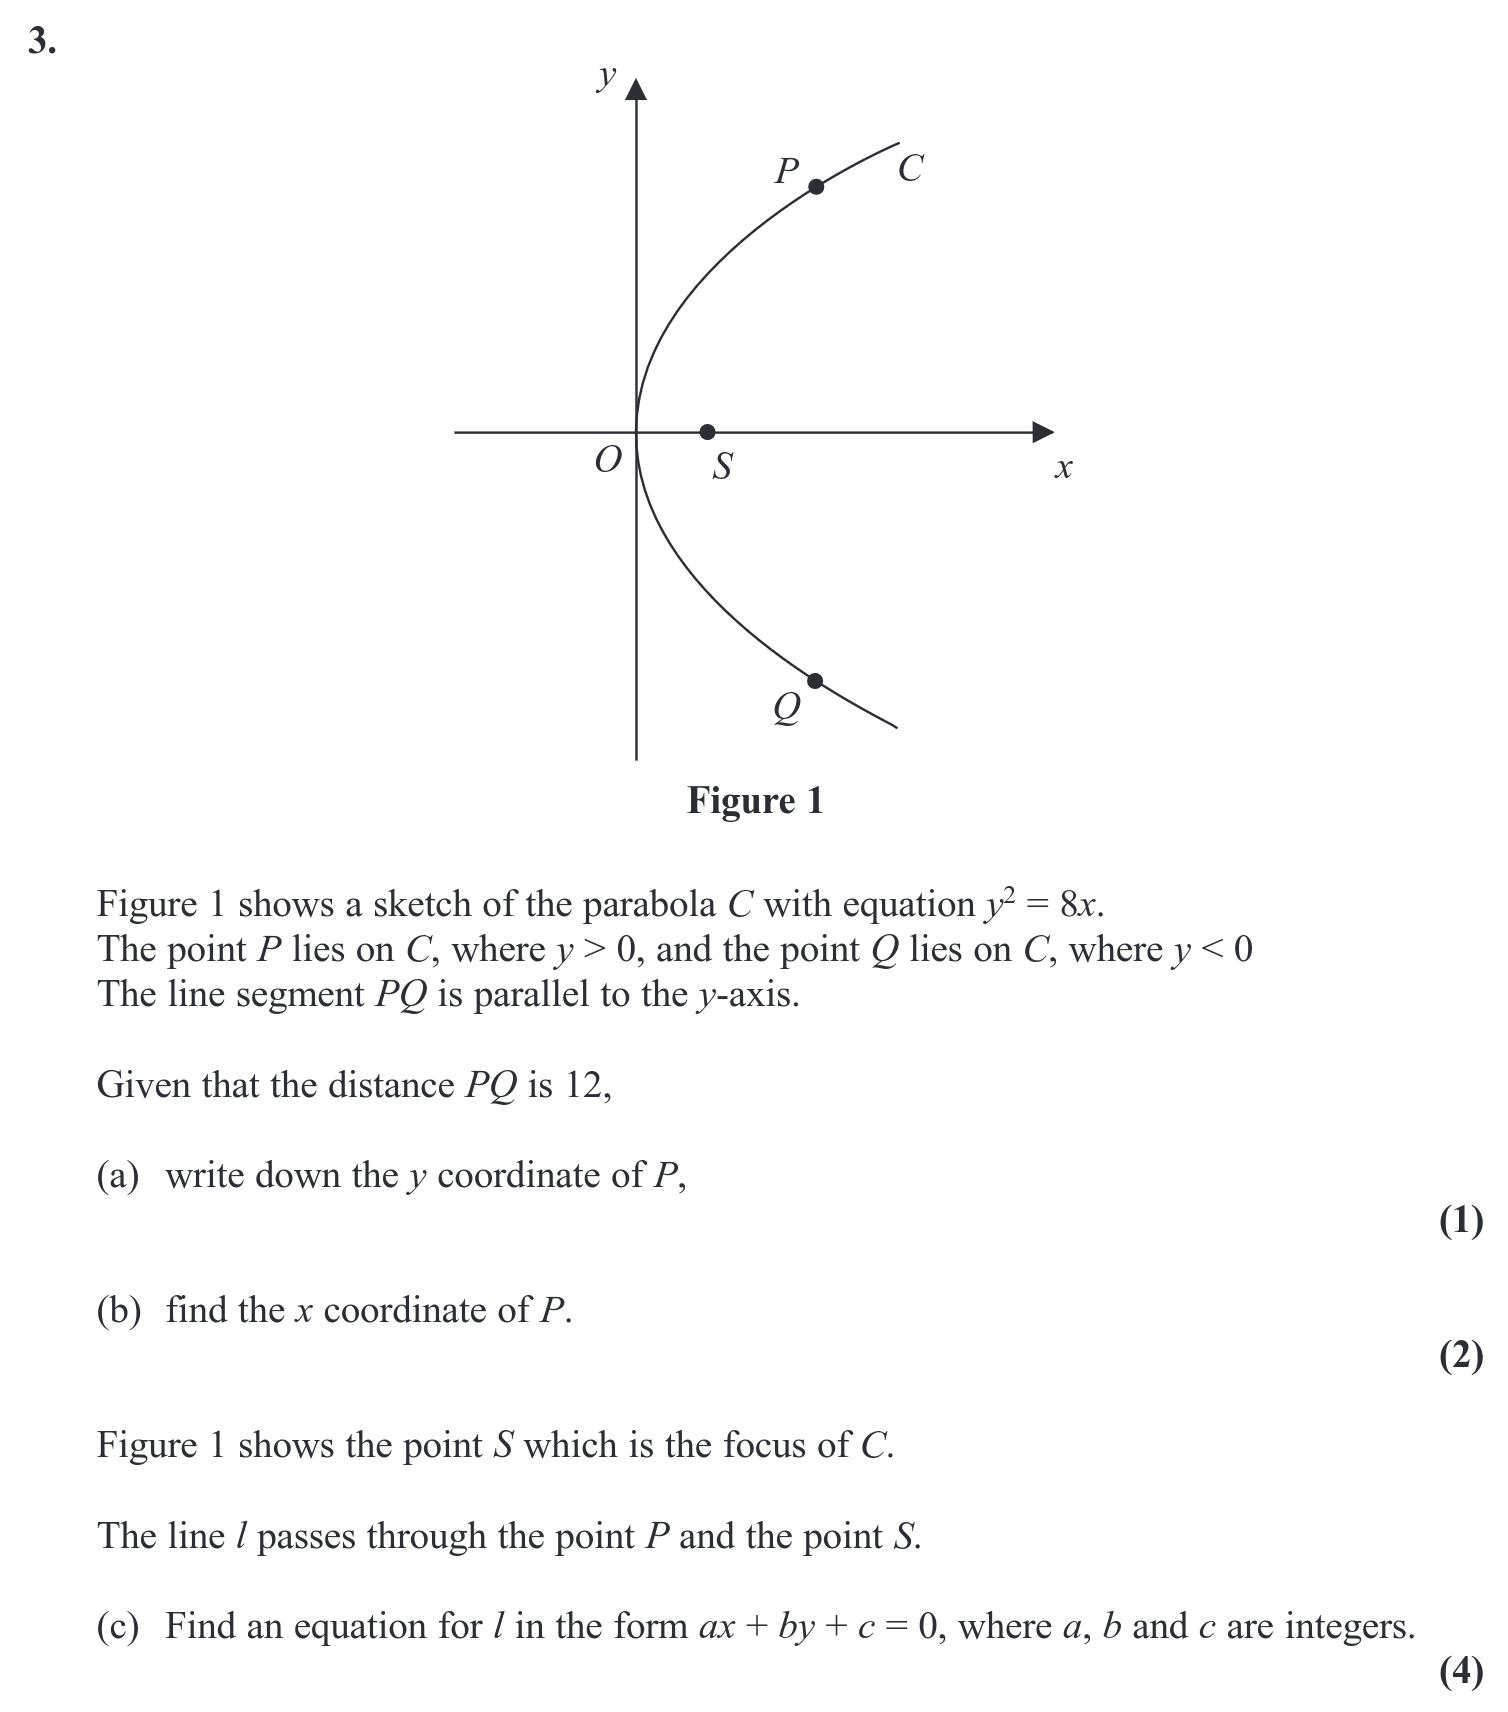 3.
y
P
C
O
S
x
Q
Figure 1
Figure 1 shows a sketch of the parabola C with equation y² = 8x.
The point P lies on C, where y > 0, and the point Q lies on C, where y < 0
The line segment PQ is parallel to the y-axis.
Given that the distance PQ is 12,
(a) write down the y coordinate of P,
(1)
(b) find the x coordinate of P.
(2)
Figure 1 shows the point S which is the focus of C.
The line l passes through the point P and the point S.
(c) Find an equation for l in the form ax + by + c = 0, where a, b and c are integers.
(4)